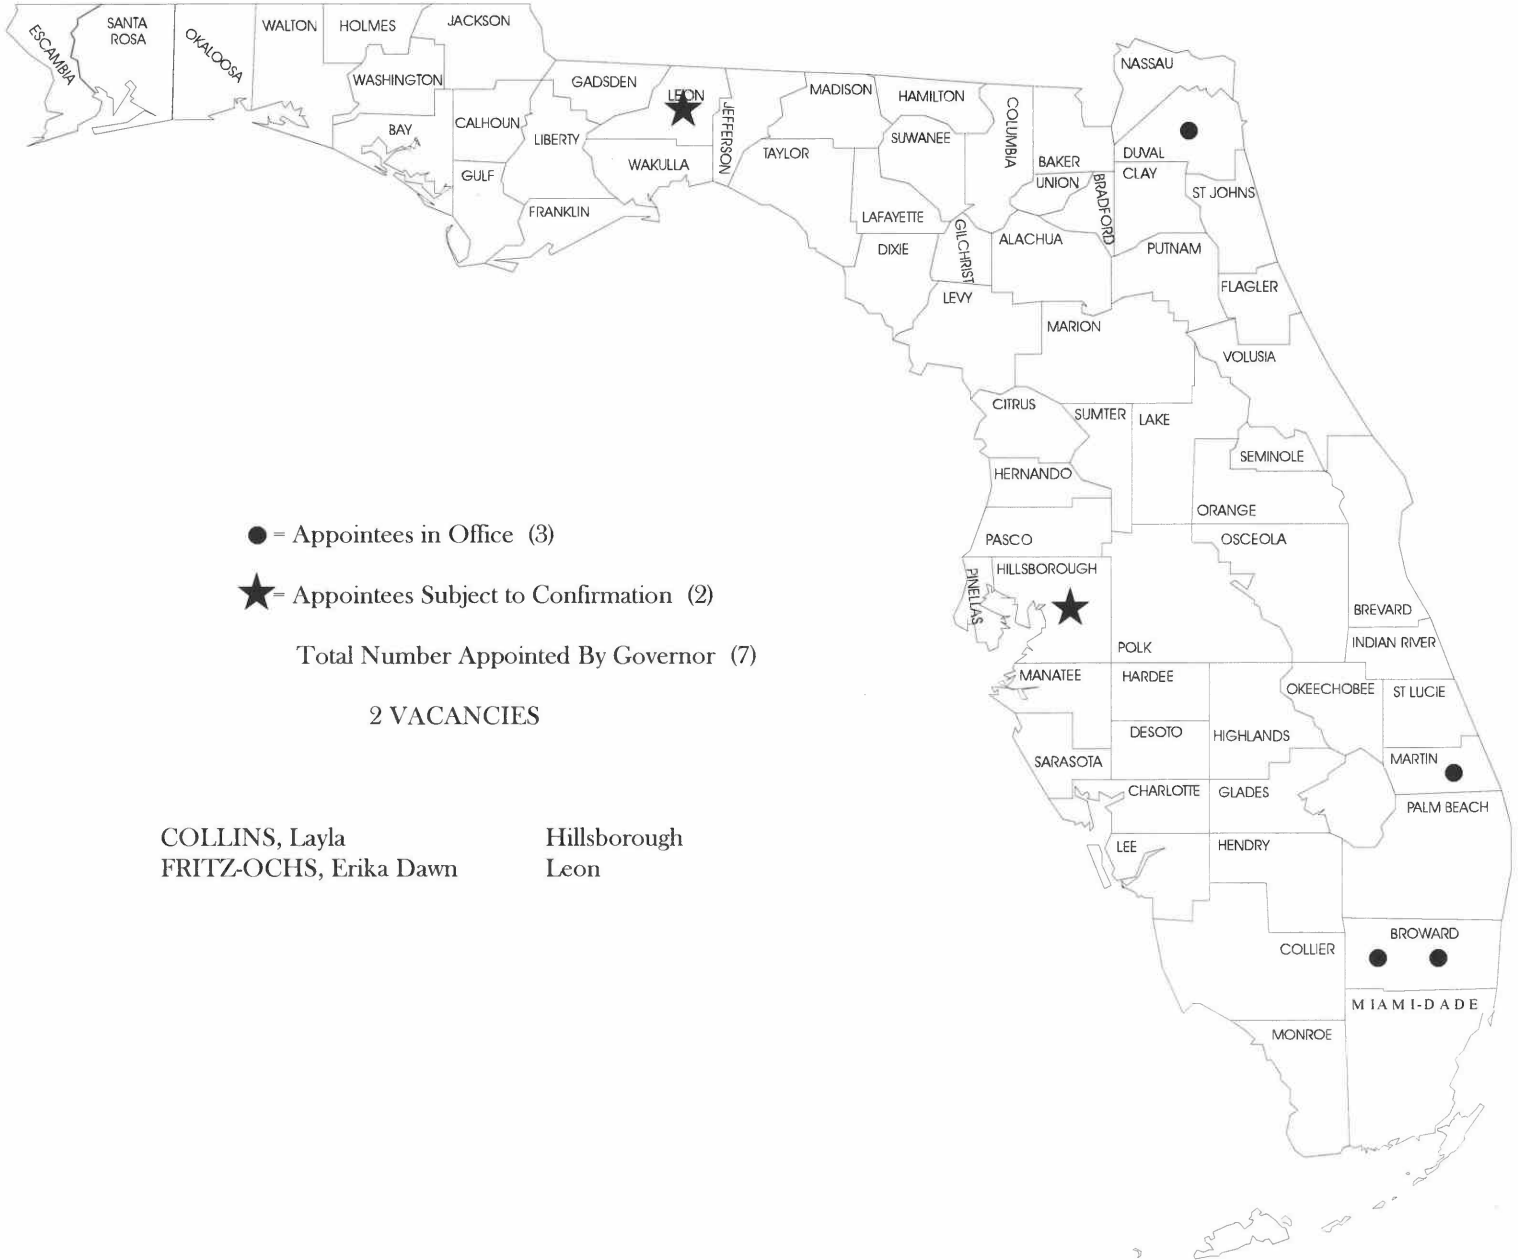 ESCAMBIA
SANTA
ROSA
OKALOOSA
WALTON
HOLMES
JACKSON
WASHINGTON
BAY
CALHOUN
GULF
LIBERTY
GADSDEN
FRANKLIN
LEON
WAKULLA
JEFFERSON
MADISON
TAYLOR
HAMILTON
SUWANEE
LAFAYETTE
DIXIE
COLUMBIA
GILCHRIST
LEVY
BAKER
UNION
BRADFORD
ALACHUA
NASSAU
DUVAL
CLAY
ST JOHNS
PUTNAM
FLAGLER
MARION
VOLUSIA
CITRUS
SUMTER
LAKE
SEMINOLE
HERNANDO
ORANGE
PASCO
OSCEOLA
HILLSBOROUGH
PINELLAS
BREVARD
INDIAN RIVER
POLK
MANATEE
HARDEE
OKEECHOBEE
ST LUCIE
DESOTO
HIGHLANDS
SARASOTA
MARTIN
CHARLOTTE
GLADES
PALM BEACH
LEE
HENDRY
BROWARD
COLLIER
MIAMI-DADE
MONROE
= Appointees in Office (3)
= Appointees Subject to Confirmation (2)
Total Number Appointed By Governor (7)
2 VACANCIES
COLLINS, Layla Hillsborough
FRITZ-OCHS, Erika Dawn Leon